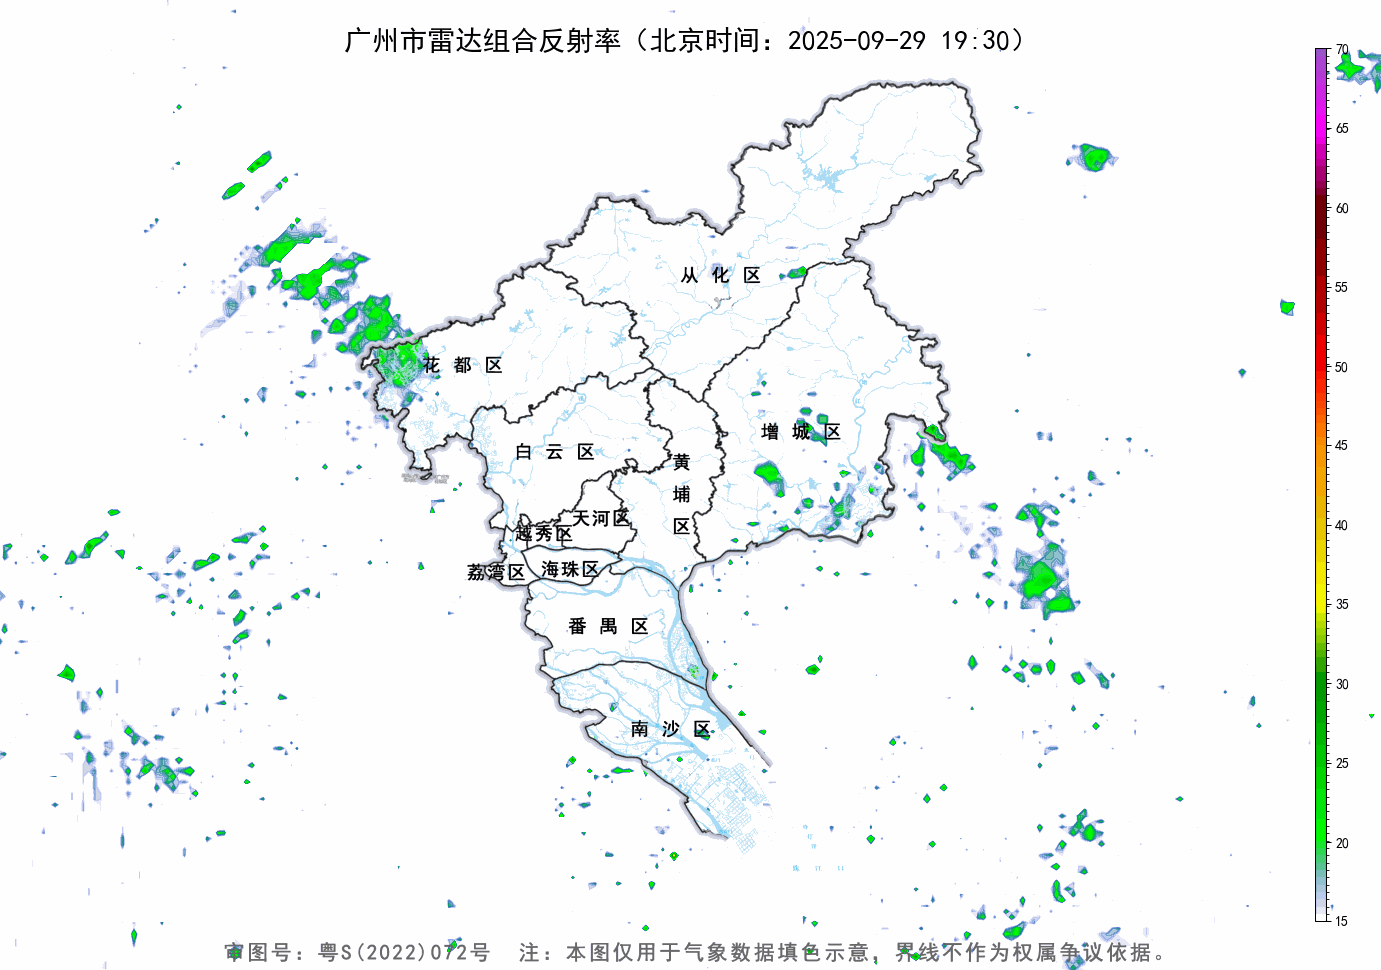 广州市雷达组合反射率（北京时间：2025-09-29 19:30）
70
65
60
55
50
45
40
35
30
25
20
15
从化区
花都区
增城区
白云区
黄埔区
天河区
越秀区
海珠区
荔湾区
番禺区
南沙区
审图号：粤S(2022)072号 注：本图仅用于气象数据填色示意，界线不作为权属争议依据。